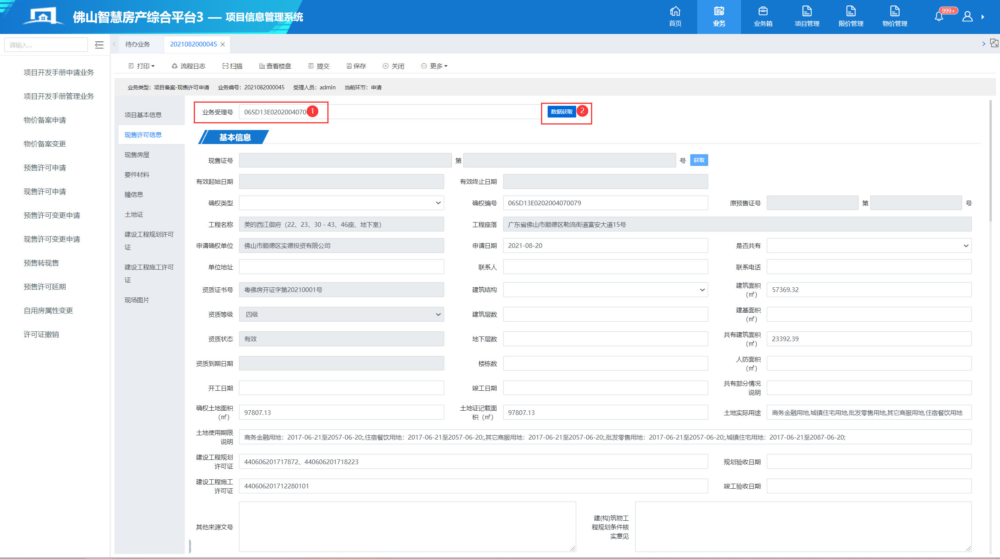 佛山智慧房产综合平台3 — 项目信息管理系统
首页
业务
业务箱
项目管理
限价管理
物价管理
999+
请输入...
待办业务
2021082000045
打印
流程日志
扫描
查看楼盘
提交
保存
关闭
更多
业务类型：项目备案-现售许可申请 业务编号：2021082000045 受理人员：admin 当前环节：申请
项目开发手册申请业务
项目开发手册管理业务
物价备案申请
物价备案变更
预售许可申请
现售许可申请
预售许可变更申请
现售许可变更申请
预售转现售
预售许可延期
自用房属性变更
许可证撤销
项目基本信息
现售许可信息
现售房屋
要件材料
幢信息
土地证
建设工程规划许可
证
建设工程施工许可
证
现场图片
业务受理号 06SD13E0202004070 1 数据获取 2
基本信息
现售证号 第 号 获取
有效起始日期 有效终止日期
确权类型 确权编号 06SD13E0202004070079 原预售证号 第 号
工程名称 美的西江御府（22、23、30 - 43、46座、地下室） 工程座落 广东省佛山市顺德区勒流街道富安大道15号
申请确权单位 佛山市顺德区实德投资有限公司 申请日期 2021-08-20 是否共有
单位地址 联系人 联系电话
资质证书号 粤佛房开证字第20210001号 建筑结构 建筑面积
（㎡） 57369.32
资质等级 四级 建筑层数 建基面积
（㎡）
资质状态 有效 地下层数 共有建筑面积
（㎡） 23392.39
资质到期日期 楼栋数 人防面积
（㎡）
开工日期 竣工日期 共有部分情况
说明
确权土地面积
（㎡） 97807.13 土地证记载面
积（㎡） 97807.13 土地实际用途 商务金融用地,城镇住宅用地,批发零售用地,其它商服用地,住宿餐饮用地
土地使用期限
说明 商务金融用地：2017-06-21至2057-06-20;,住宿餐饮用地：2017-06-21至2057-06-20;,其它商服用地：2017-06-21至2057-06-20;,批发零售用地：2017-06-21至2057-06-20;,城镇住宅用地：2017-06-21至2087-06-20;
建设工程规划
许可证 440606201717872、440606201718223 规划验收日期
建设工程施工
许可证 440606201712280101 竣工验收日期
其他来源文号
建(构)筑物工
程规划条件核
实意见